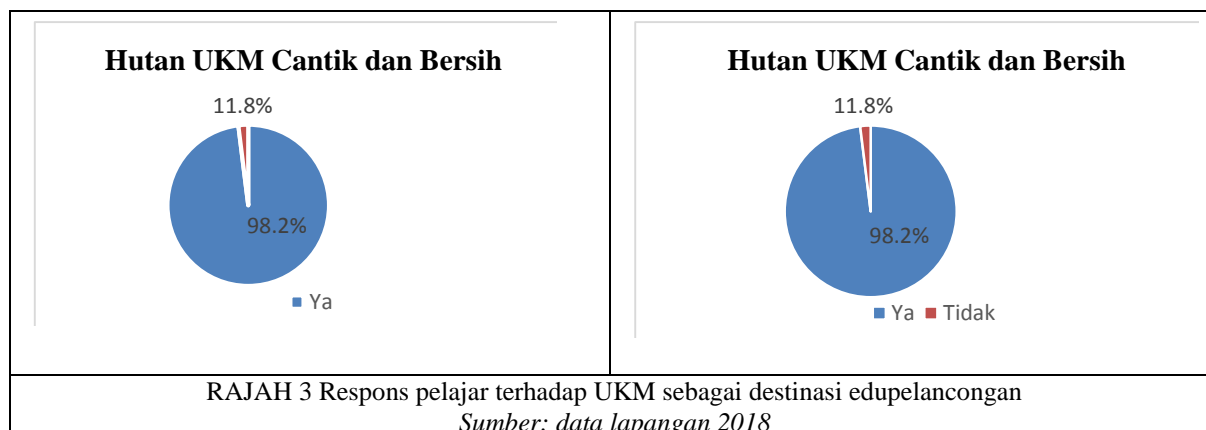 Hutan UKM Cantik dan Bersih
11.8%
98.2%
Ya
Hutan UKM Cantik dan Bersih
11.8%
98.2%
Ya Tidak
RAJAH 3 Respons pelajar terhadap UKM sebagai destinasi edupelancongan
Sumber: data lapangan 2018